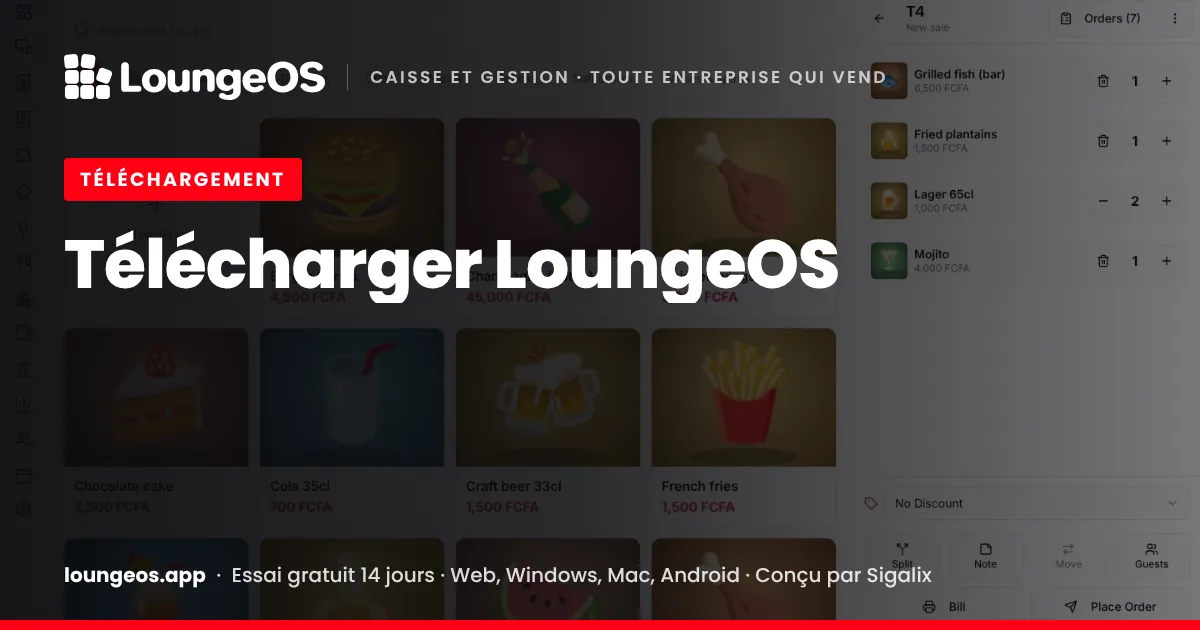 LoungeOS
CAISSE ET GESTION · TOUTE ENTREPRISE QUI VEND
TÉLÉCHARGEMENT
Télécharger LoungeOS
4,500 FCFA
45,000 FCFA
FCFA
Chocolate cake
2,500 FCFA
Cola 35cl
700 FCFA
Craft beer 33cl
1,500 FCFA
French fries
1,500 FCFA
T4
New sale
Orders (7)
Grilled fish (bar)
6,500 FCFA
1
Fried plantains
1,500 FCFA
1
Lager 65cl
1,000 FCFA
2
Mojito
4,000 FCFA
1
No Discount
Split
Note
Move
Guests
Bill
Place Order
loungeos.app · Essai gratuit 14 jours · Web, Windows, Mac, Android · Conçu par Sigalix